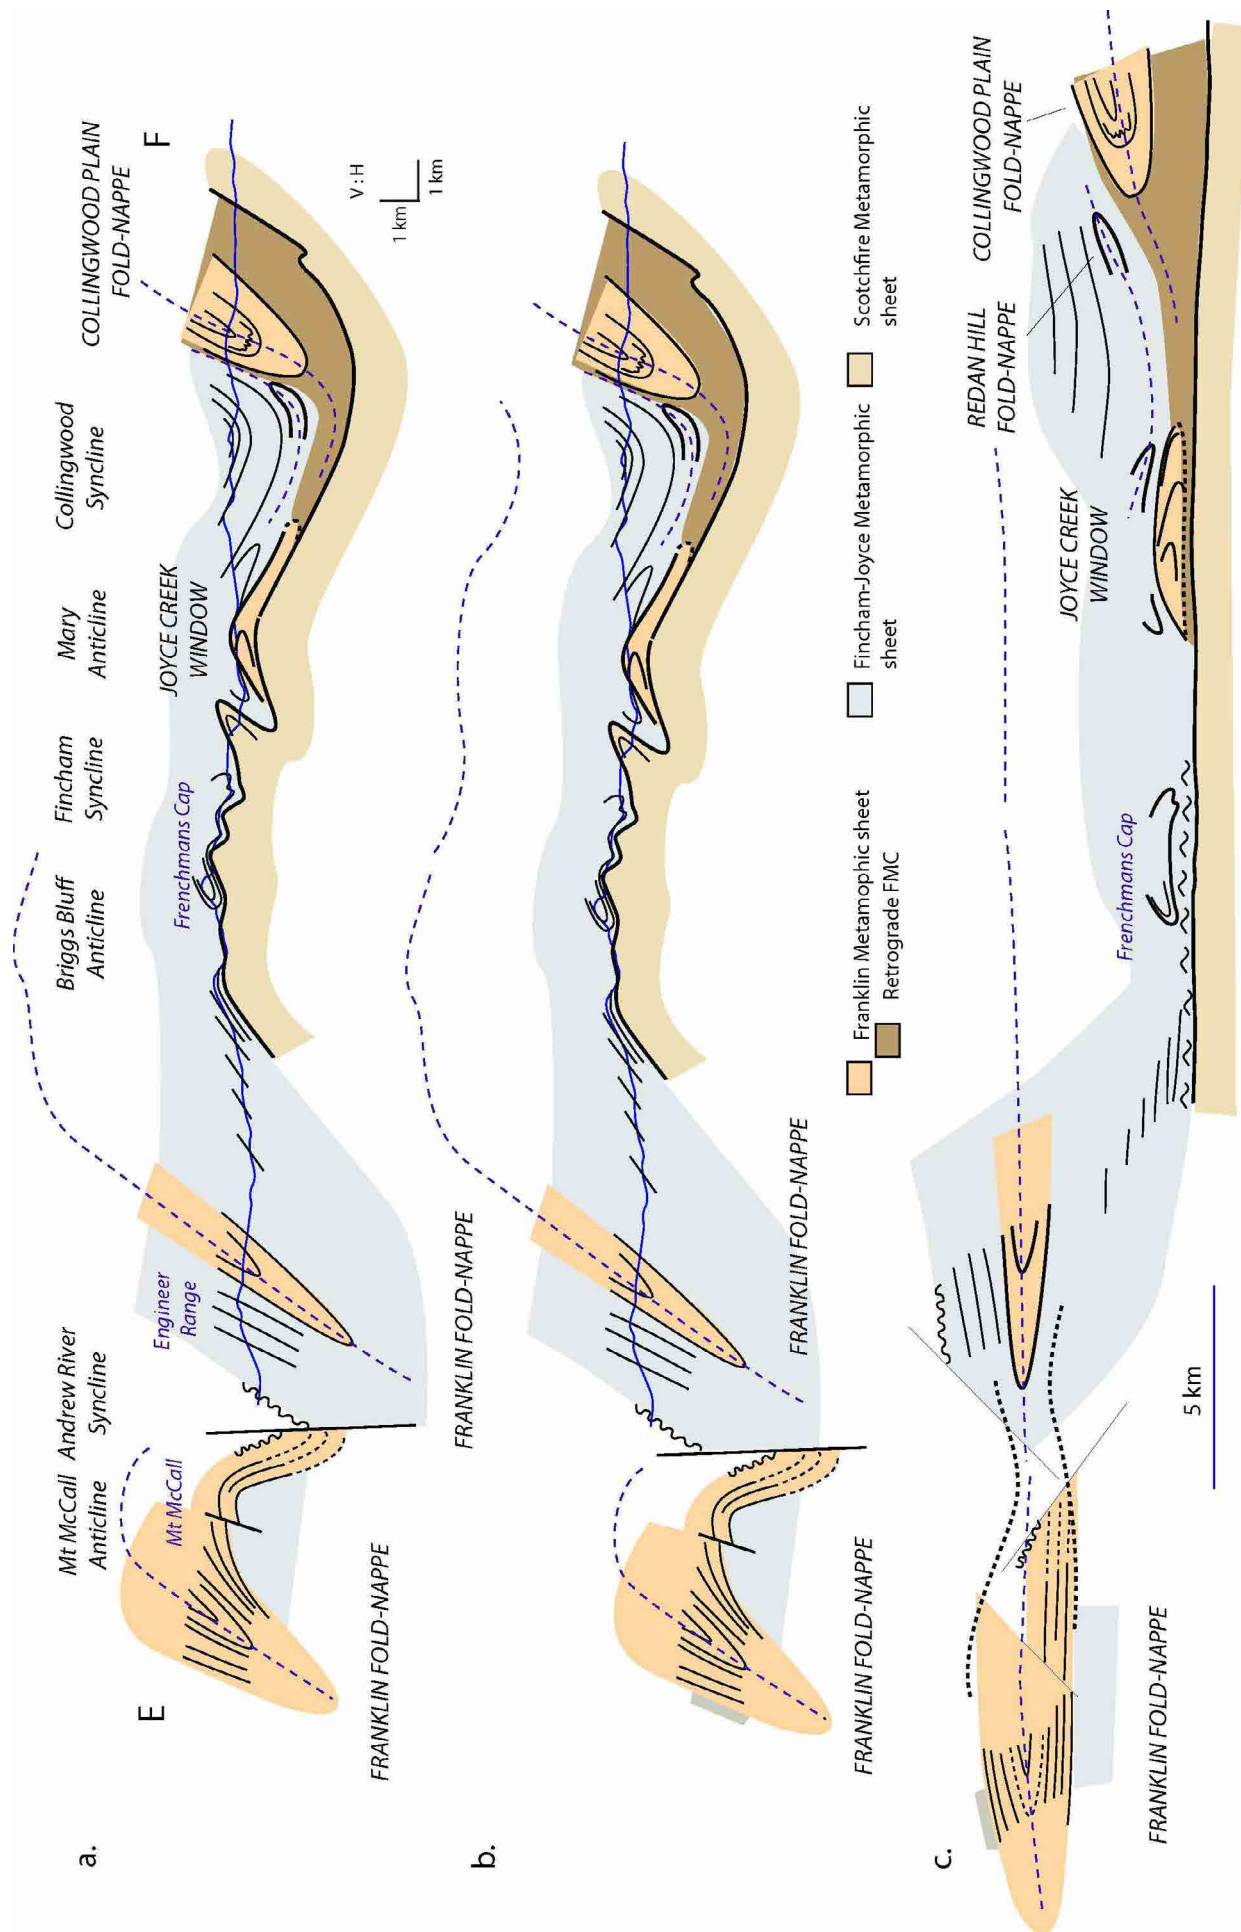 a.
E
F
Mt McCall
Anticline
Andrew River
Syncline
Briggs Bluff
Anticline
Fincham
Syncline
Mary
Anticline
Collingwood
Syncline
COLLINGWOOD PLAIN
FOLD-NAPPE
Mt McCall
Engineer
Range
Frenchmans Cap
JOYCE CREEK
WINDOW
V : H
1 km
1 km
FRANKLIN FOLD-NAPPE
FRANKLIN FOLD-NAPPE
b.
FRANKLIN FOLD-NAPPE
FRANKLIN FOLD-NAPPE
Franklin Metamophic sheet
Retrograde FMC
Fincham-Joyce Metamorphic
sheet
Scotchfire Metamorphic
sheet
c.
FRANKLIN FOLD-NAPPE
5 km
Frenchmans Cap
JOYCE CREEK
WINDOW
REDAN HILL
FOLD-NAPPE
COLLINGWOOD PLAIN
FOLD-NAPPE